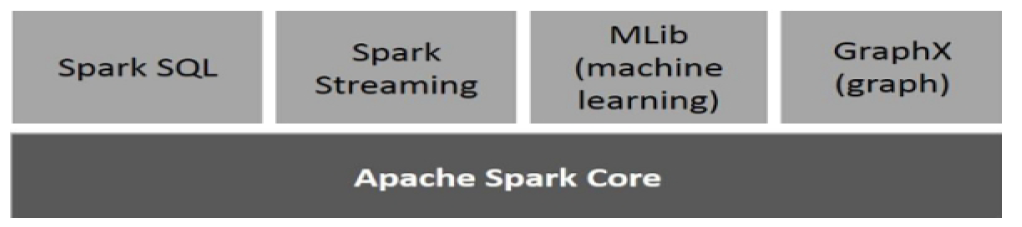 Spark SQL
Spark
Streaming
MLib
(machine
learning)
GraphX
(graph)
Apache Spark Core